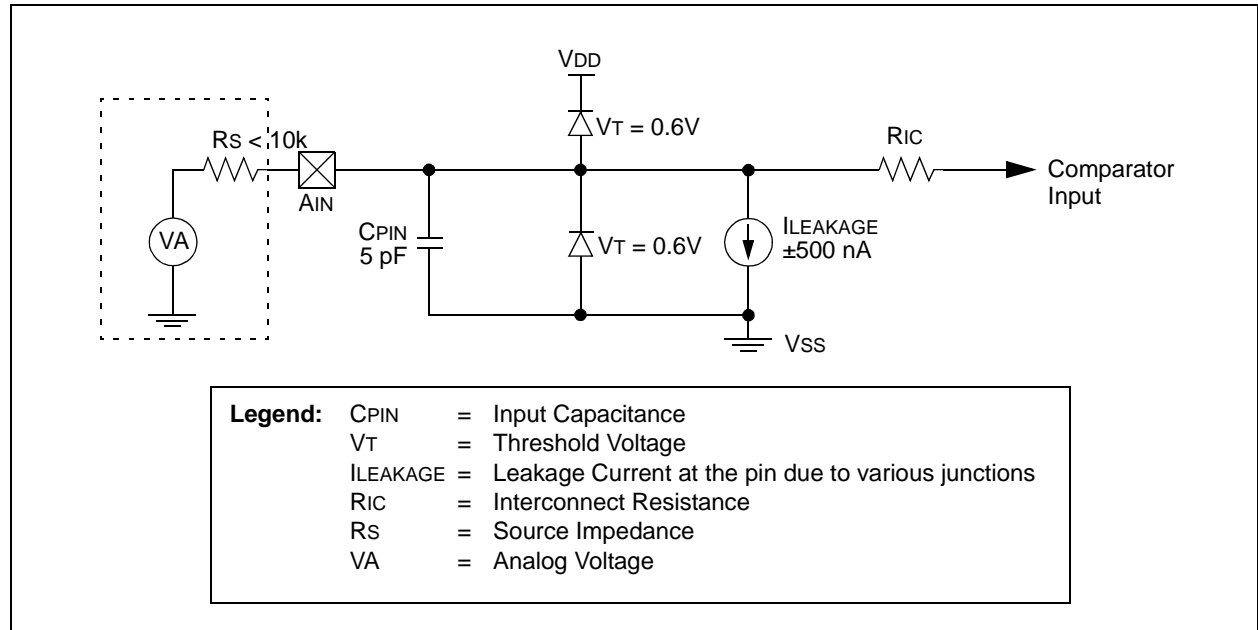 VDD
VT = 0.6V
RS < 10k
RIC
AIN
Comparator
Input
CPIN
5 pF
VA
VT = 0.6V
ILEAKAGE
±500 nA
VSS
Legend: CPIN = Input Capacitance
VT = Threshold Voltage
ILEAKAGE = Leakage Current at the pin due to various junctions
RIC = Interconnect Resistance
RS = Source Impedance
VA = Analog Voltage